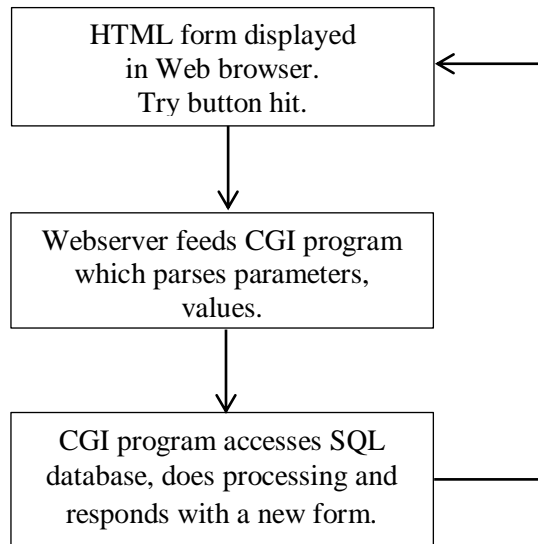 HTML form displayed
in Web browser.
Try button hit.
Webserver feeds CGI program
which parses parameters,
values.
CGI program accesses SQL
database, does processing and
responds with a new form.